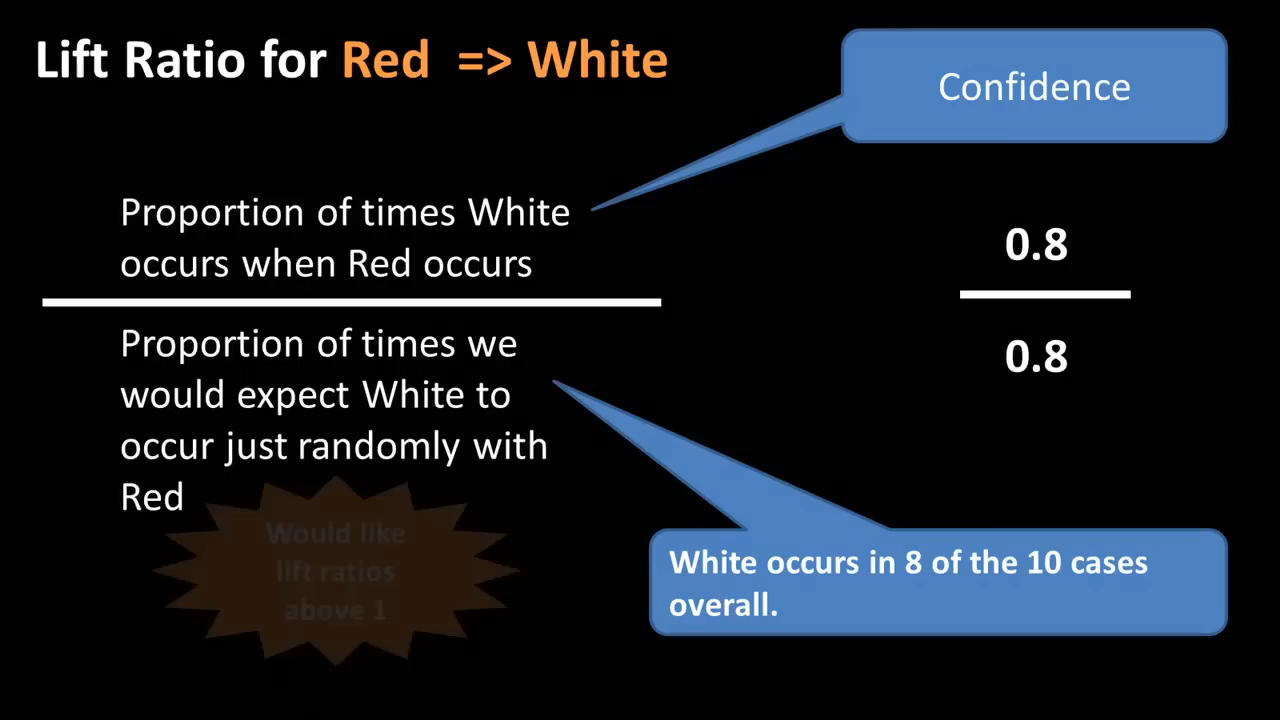 Lift Ratio for Red => White
Confidence
Proportion of times White
occurs when Red occurs
0.8
0.8
Proportion of times we
would expect White to
occur just randomly with
Red
Would like
lift ratios
above 1
White occurs in 8 of the 10 cases
overall.